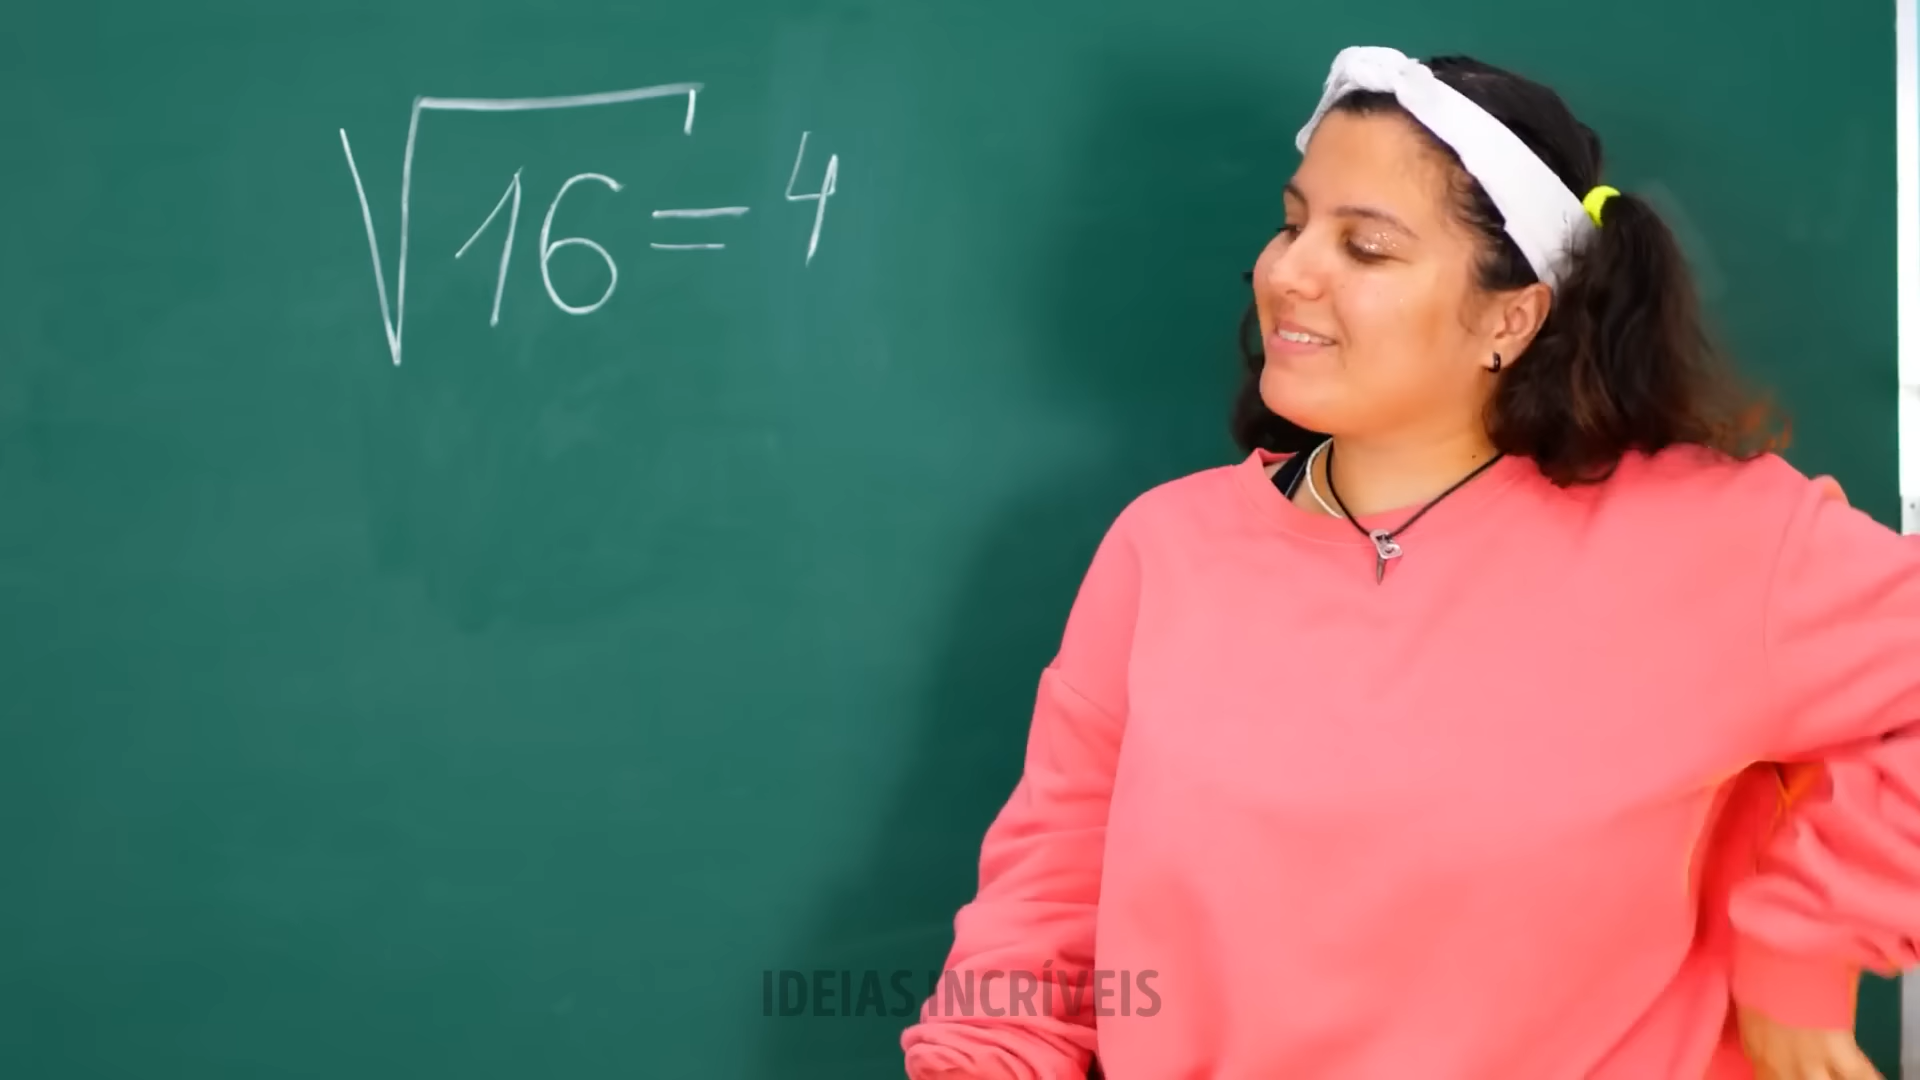 √16 = 4
IDEIAS INCRÍVEIS